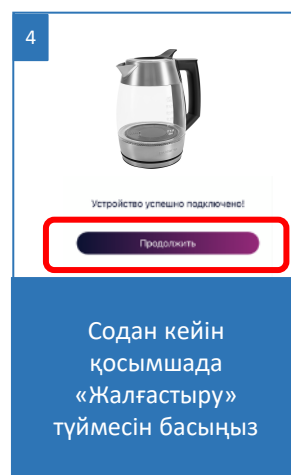 4
Устройство успешно подключено!
Продолжить
Содан кейін
қосымшада
«Жалғастыру»
түймесін басыңыз